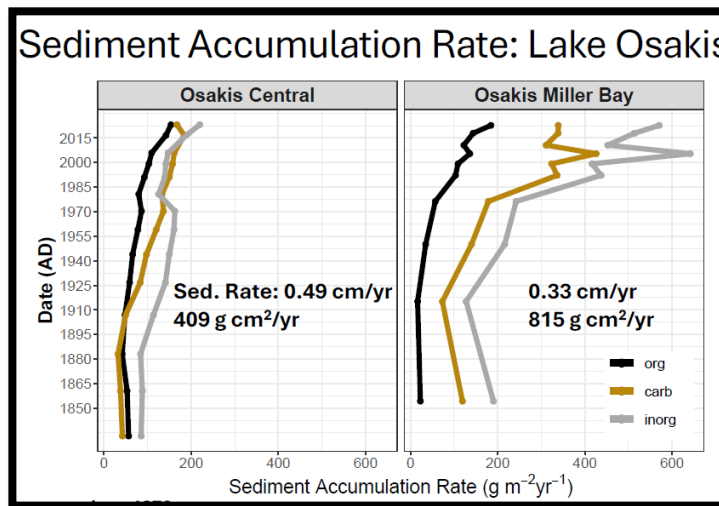 Sediment Accumulation Rate: Lake Osakis
Osakis Central
Osakis Miller Bay
Date (AD)
2015
2000
1985
1970
1955
1940
1925
1910
1895
1880
1865
1850
Sed. Rate: 0.49 cm/yr
409 g cm²/yr
0.33 cm/yr
815 g cm²/yr
org
carb
inorg
0 200 400 600
0 200 400 600
Sediment Accumulation Rate (g m⁻²yr⁻¹)